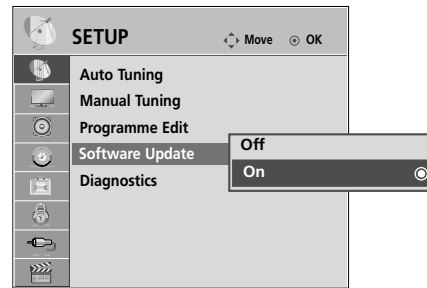 SETUP Move OK
Auto Tuning
Manual Tuning
Programme Edit
Software Update
Off
On
Diagnostics